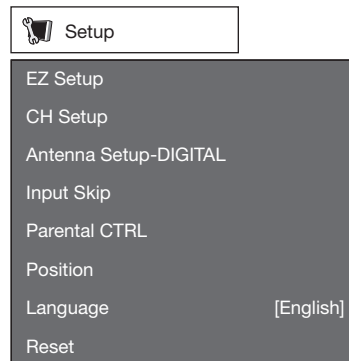 Setup
EZ Setup
CH Setup
Antenna Setup-DIGITAL
Input Skip
Parental CTRL
Position
Language [English]
Reset